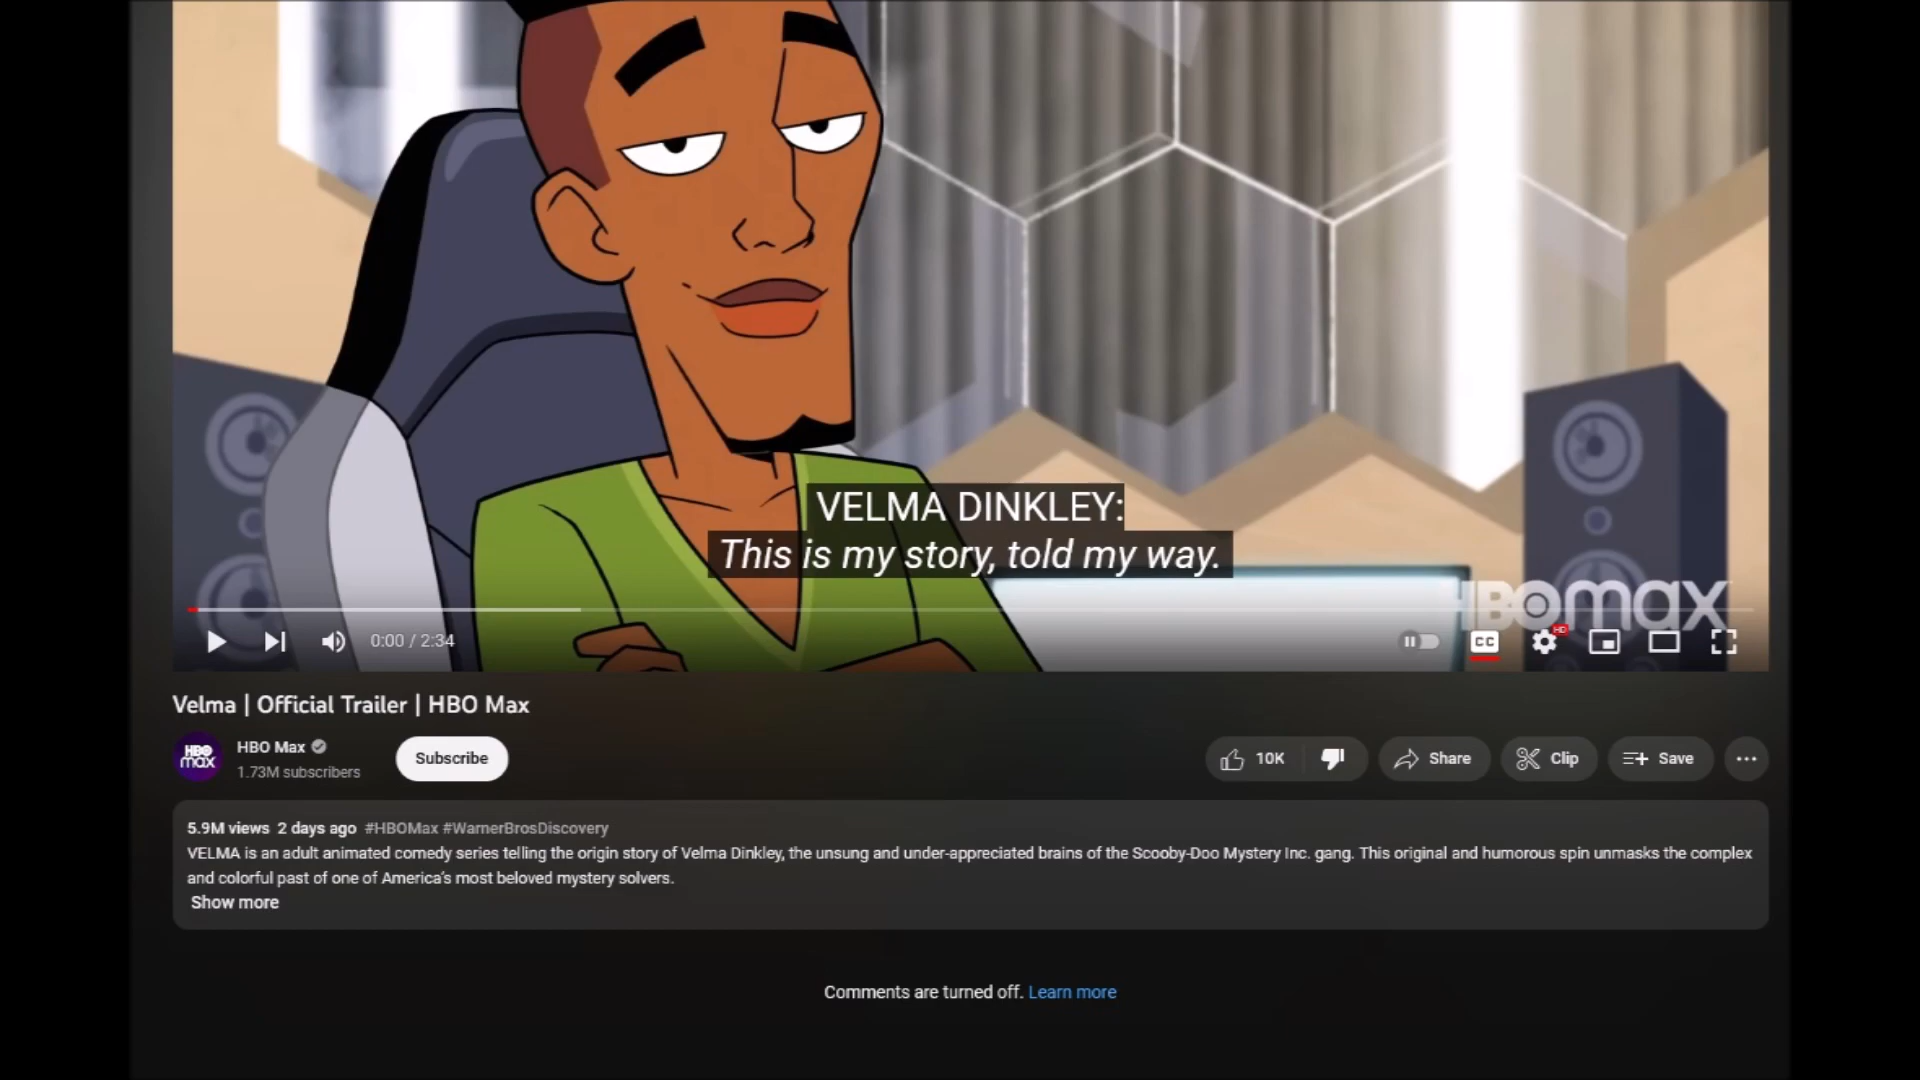 VELMA DINKLEY:
This is my story, told my way.
HBOmax
0:00 / 2:34
CC
HD
Velma | Official Trailer | HBO Max
HBO max
HBO Max
1.73M subscribers
Subscribe
10K
Share
Clip
Save
5.9M views 2 days ago #HBOMax #WarnerBrosDiscovery
VELMA is an adult animated comedy series telling the origin story of Velma Dinkley, the unsung and under-appreciated brains of the Scooby-Doo Mystery Inc. gang. This original and humorous spin unmasks the complex
and colorful past of one of America's most beloved mystery solvers.
Show more
Comments are turned off. Learn more